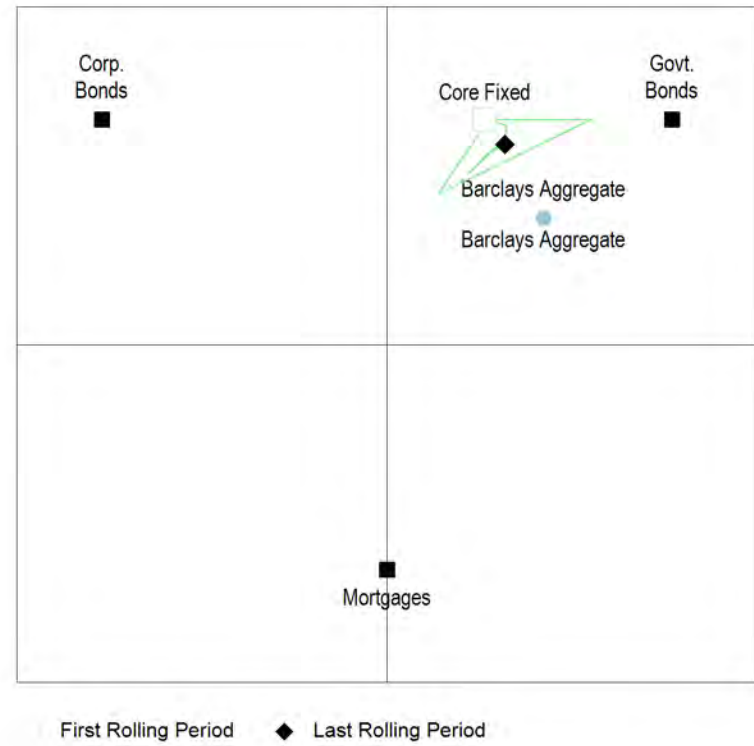 Corp.
Bonds
Govt.
Bonds
Core Fixed
Barclays Aggregate
Barclays Aggregate
Mortgages
First Rolling Period
Last Rolling Period